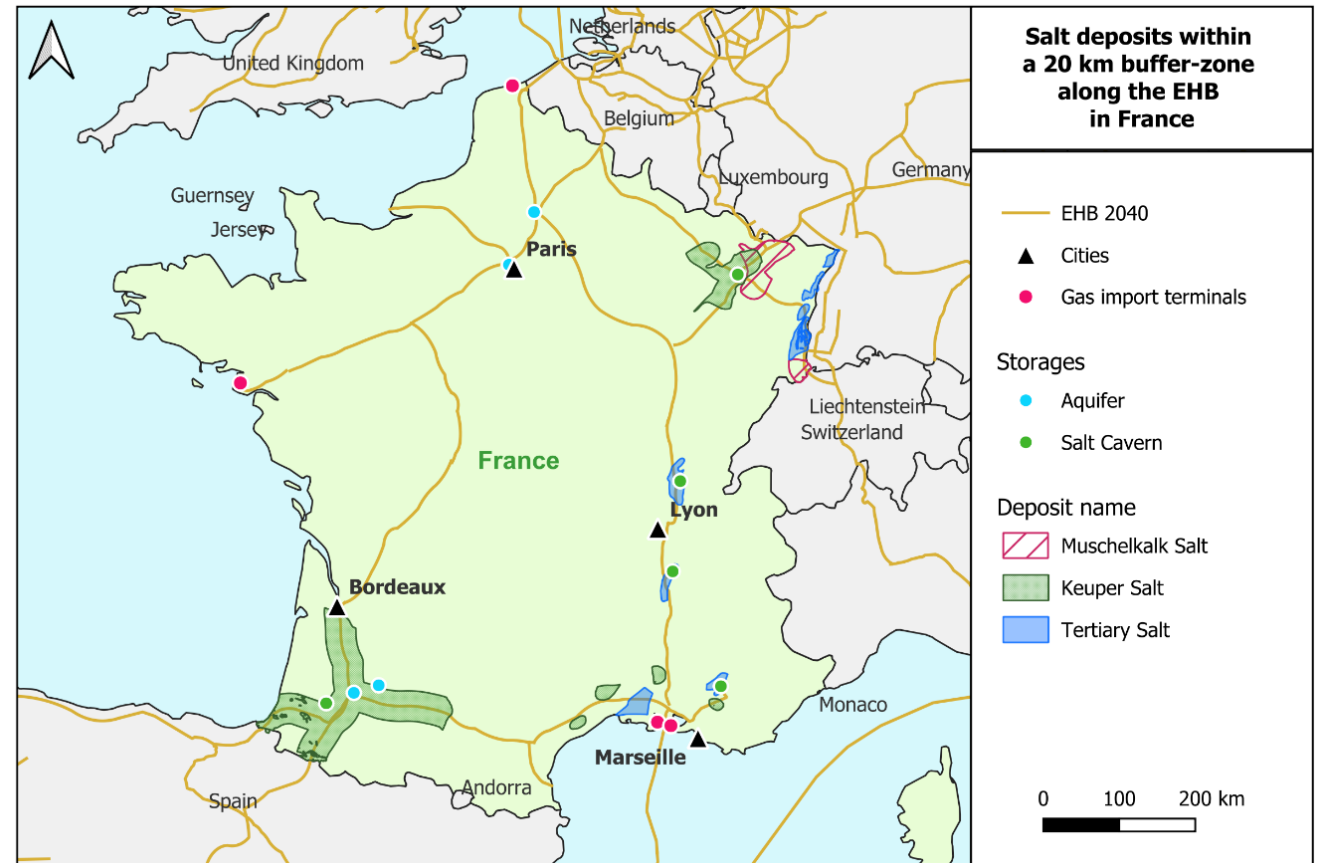 Netherlands
United Kingdom
Belgium
Luxembourg
Germany
Guernsey
Jersey
Paris
Liechtenstein
Switzerland
France
Lyon
Bordeaux
Monaco
Marseille
Andorra
Spain
Salt deposits within
a 20 km buffer-zone
along the EHB
in France
EHB 2040
Cities
Gas import terminals
Storages
Aquifer
Salt Cavern
Deposit name
Muschelkalk Salt
Keuper Salt
Tertiary Salt
0 100 200 km